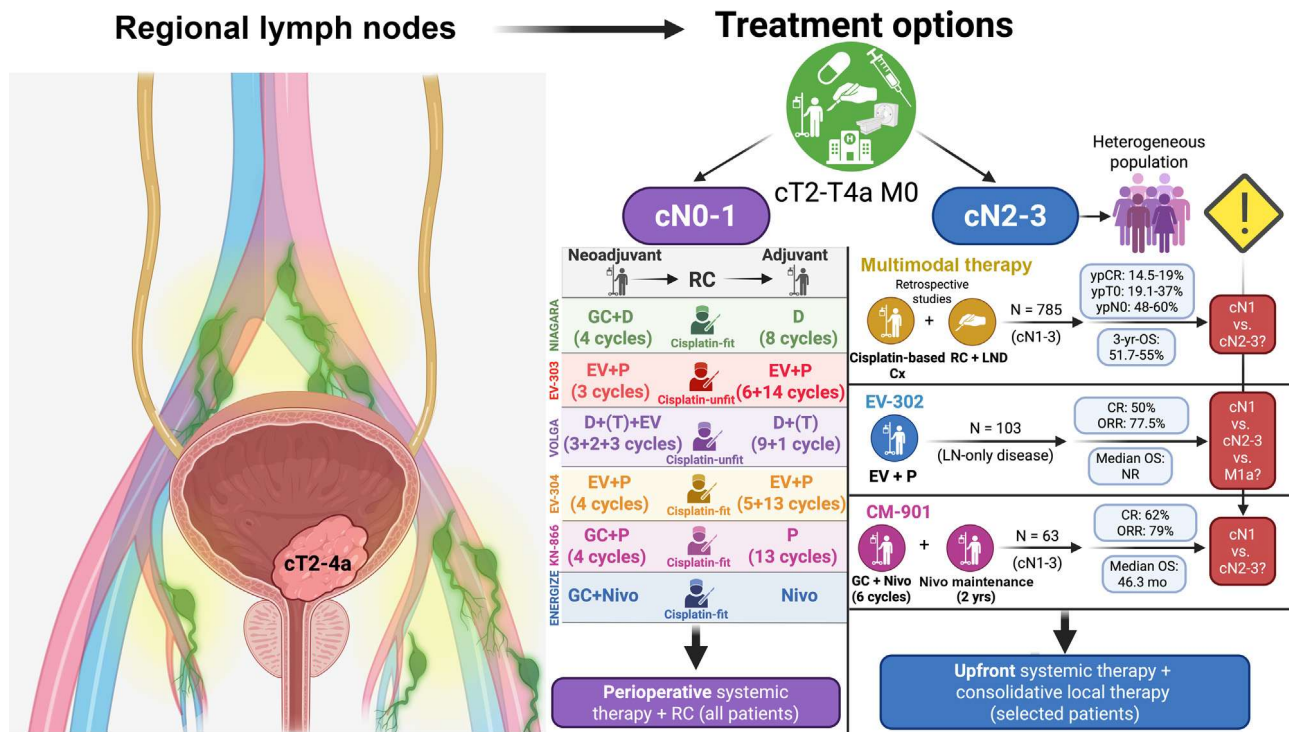 Regional lymph nodes
Treatment options
cT2-T4a M0
H
Heterogeneous
population
!
cN0-1
cN2-3
cT2-4a
Neoadjuvant
RC
Adjuvant
NIAGARA
GC+D
(4 cycles)
Cisplatin-fit
D
(8 cycles)
EV-303
EV+P
(3 cycles)
Cisplatin-unfit
EV+P
(6+14 cycles)
VOLGA
D+(T)+EV
(3+2+3 cycles)
Cisplatin-unfit
D+(T)
(9+1 cycle)
EV-304
EV+P
(4 cycles)
Cisplatin-fit
EV+P
(5+13 cycles)
KN-866
GC+P
(4 cycles)
Cisplatin-fit
P
(13 cycles)
ENERGIZE
GC+Nivo
Cisplatin-fit
Nivo
Perioperative systemic
therapy + RC (all patients)
Multimodal therapy
Retrospective
studies
+
Cisplatin-based
Cx
RC + LND
N = 785
(cN1-3)
ypCR: 14.5-19%
ypT0: 19.1-37%
ypN0: 48-60%
3-yr-OS:
51.7-55%
cN1
vs.
cN2-3?
EV-302
EV + P
N = 103
(LN-only disease)
CR: 50%
ORR: 77.5%
Median OS:
NR
cN1
vs.
cN2-3
vs.
M1a?
CM-901
+
GC + Nivo
(6 cycles)
Nivo maintenance
(2 yrs)
N = 63
(cN1-3)
CR: 62%
ORR: 79%
Median OS:
46.3 mo
cN1
vs.
cN2-3?
Upfront systemic therapy +
consolidative local therapy
(selected patients)